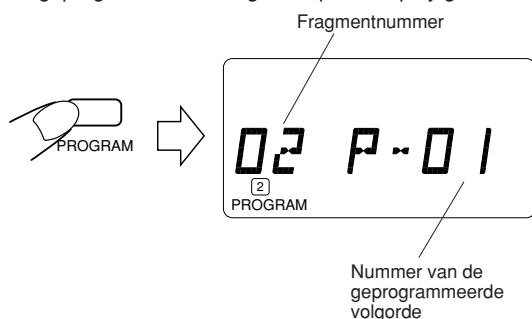 Fragmentnummer
PROGRAM
02 P-01
2
PROGRAM
Nummer van de
geprogrammeerde
volgorde